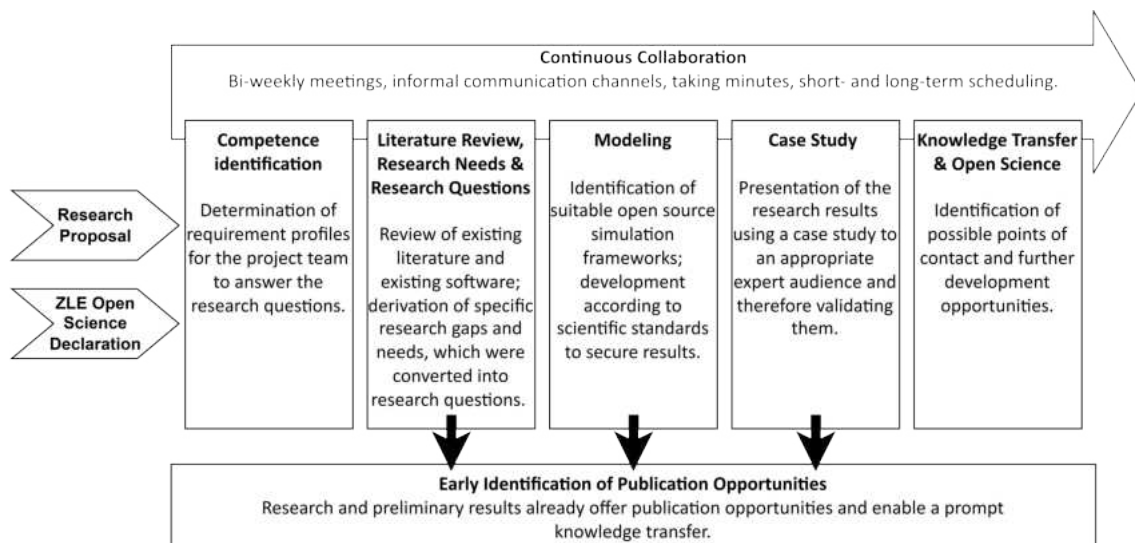 Continuous Collaboration
Bi-weekly meetings, informal communication channels, taking minutes, short- and long-term scheduling.
Research
Proposal
ZLE Open
Science
Declaration
Competence
identification
Determination of
requirement profiles
for the project team
to answer the
research questions.
Literature Review,
Research Needs &
Research Questions
Review of existing
literature and
existing software;
derivation of specific
research gaps and
needs, which were
converted into
research questions.
Modeling
Identification of
suitable open source
simulation
frameworks;
development
according to
scientific standards
to secure results.
Case Study
Presentation of the
research results
using a case study to
an appropriate
expert audience and
therefore validating
them.
Knowledge Transfer
& Open Science
Identification of
possible points of
contact and further
development
opportunities.
Early Identification of Publication Opportunities
Research and preliminary results already offer publication opportunities and enable a prompt
knowledge transfer.